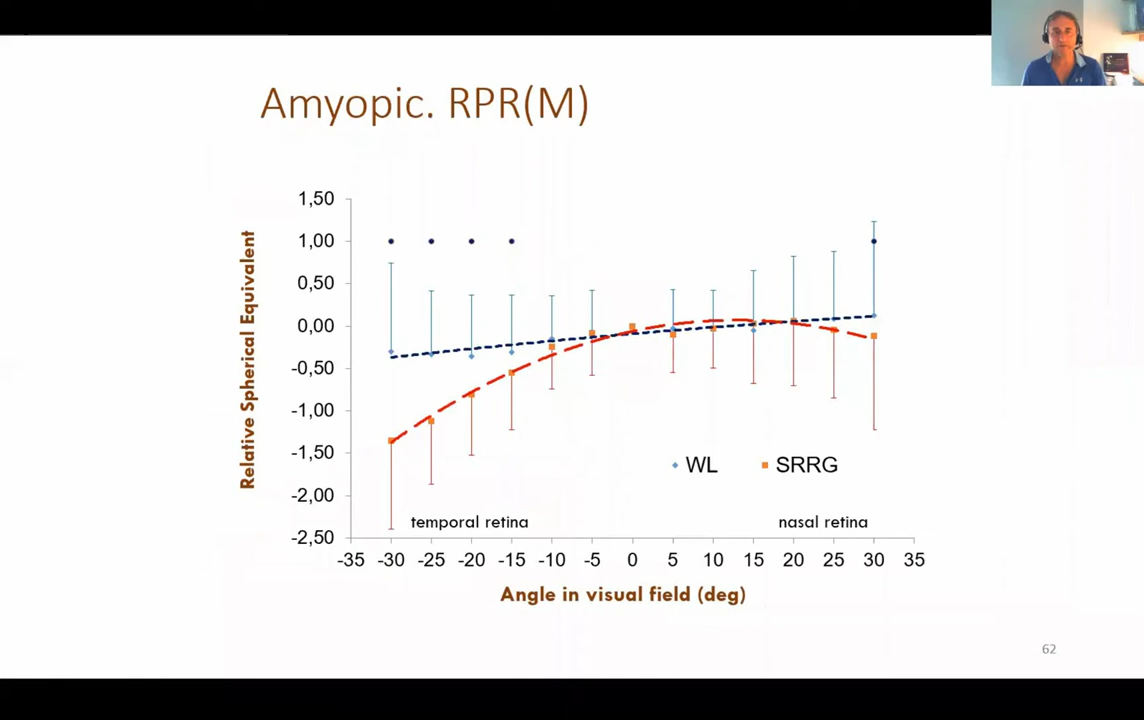 Amyopic. RPR(M)
Relative Spherical Equivalent
1,50
1,00
0,50
0,00
-0,50
-1,00
-1,50
-2,00
-2,50
WL
SRRG
temporal retina
nasal retina
-35 -30 -25 -20 -15 -10 -5 0 5 10 15 20 25 30 35
Angle in visual field (deg)
62